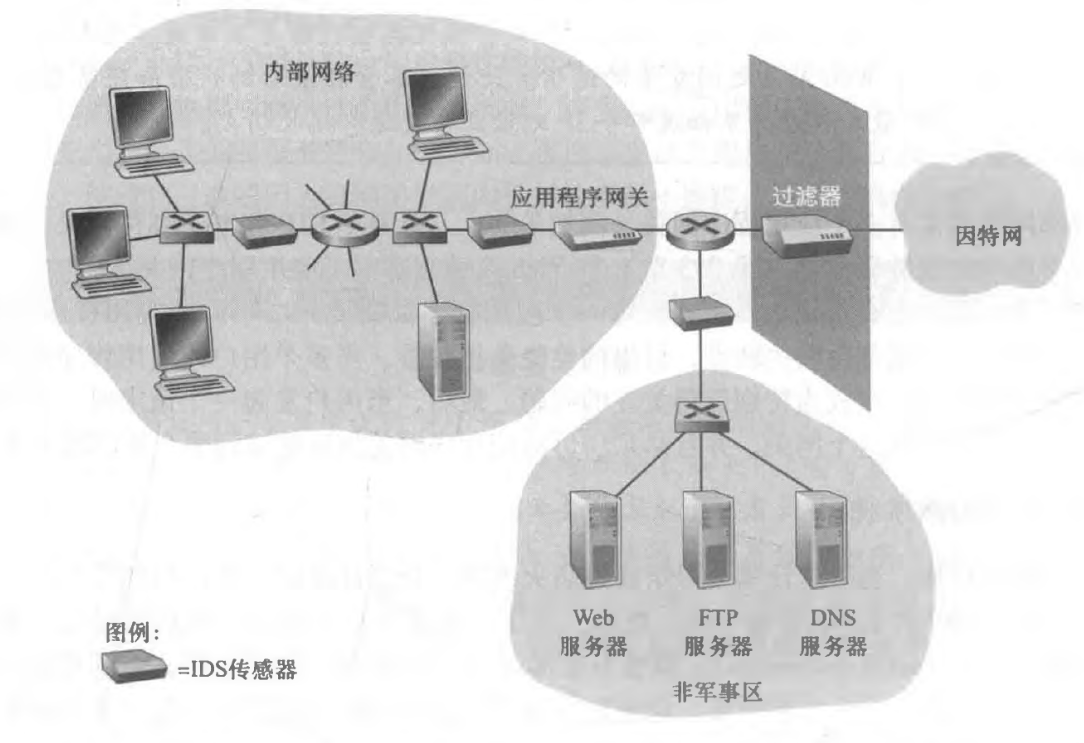 内部网络
应用程序网关
过滤器
因特网
Web
服务器
FTP
服务器
DNS
服务器
非军事区
图例：
=IDS传感器